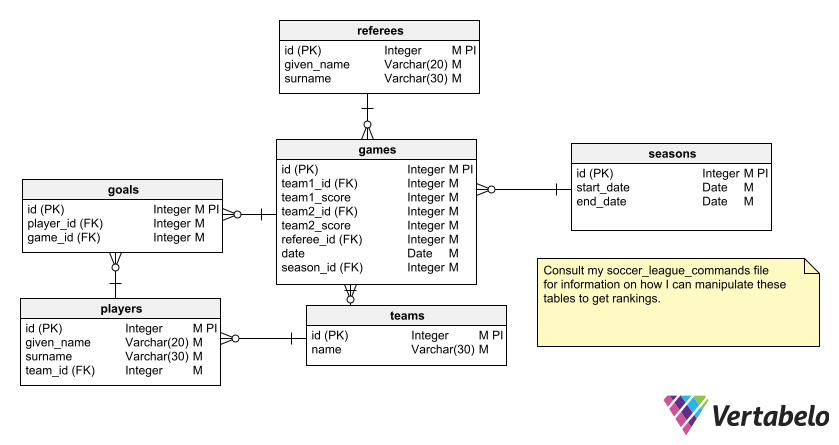 referees
id (PK) Integer M PI
given_name Varchar(20) M
surname Varchar(30) M
games
id (PK) Integer M PI
team1_id (FK) Integer M
team1_score Integer M
team2_id (FK) Integer M
team2_score Integer M
referee_id (FK) Integer M
date Date M
season_id (FK) Integer M
seasons
id (PK) Integer M PI
start_date Date M
end_date Date M
goals
id (PK) Integer M PI
player_id (FK) Integer M
game_id (FK) Integer M
Consult my soccer_league_commands file
for information on how I can manipulate these
tables to get rankings.
players
id (PK) Integer M PI
given_name Varchar(20) M
surname Varchar(30) M
team_id (FK) Integer M
teams
id (PK) Integer M PI
name Varchar(30) M
Vertabelo